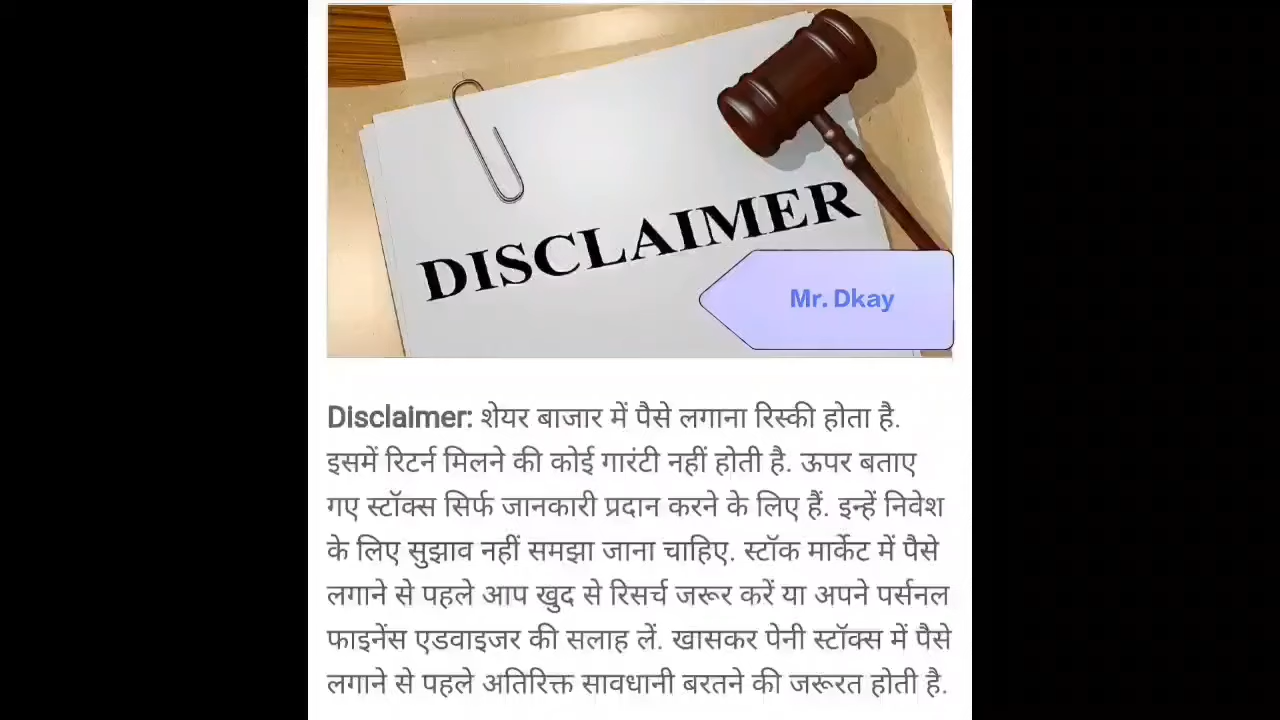 DISCLAIMER
Mr. Dkay
Disclaimer: शेयर बाजार में पैसे लगाना रिस्की होता है.
इसमें रिटर्न मिलने की कोई गारंटी नहीं होती है. ऊपर बताए
गए स्टॉक्स सिर्फ जानकारी प्रदान करने के लिए हैं. इन्हें निवेश
के लिए सुझाव नहीं समझा जाना चाहिए. स्टॉक मार्केट में पैसे
लगाने से पहले आप खुद से रिसर्च जरूर करें या अपने पर्सनल
फाइनेंस एडवाइजर की सलाह लें. खासकर पेनी स्टॉक्स में पैसे
लगाने से पहले अतिरिक्त सावधानी बरतने की जरूरत होती है.